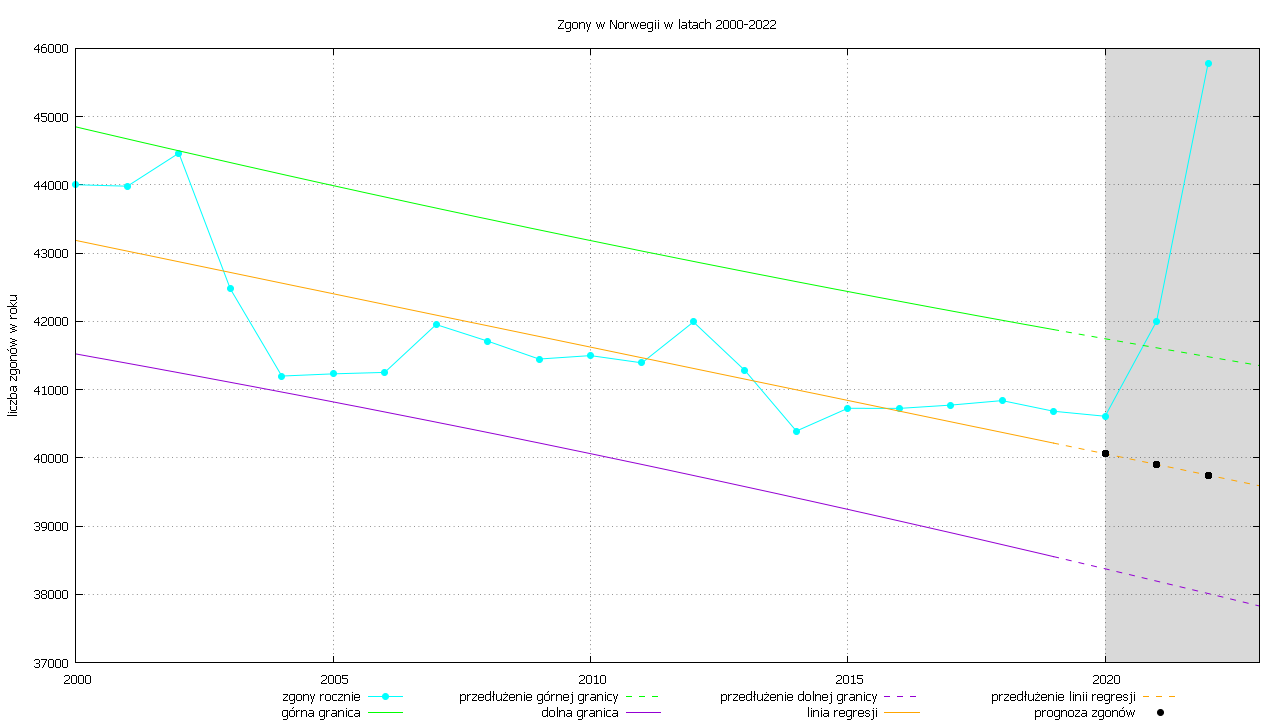 Zgony w Norwegii w latach 2000-2022
46000
45000
44000
43000
42000
41000
40000
39000
38000
37000
liczba zgonów w roku
2000 2005 2010 2015 2020
zgony rocznie przedłużenie górnej granicy przedłużenie dolnej granicy przedłużenie linii regresji
górna granica dolna granica linia regresji prognoza zgonów